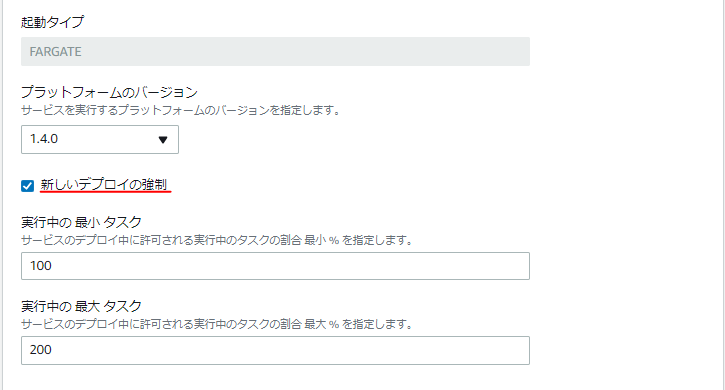 起動タイプ
FARGATE
プラットフォームのバージョン
サービスを実行するプラットフォームのバージョンを指定します。
1.4.0
新しいデプロイの強制
実行中の 最小 タスク
サービスのデプロイ中に許可される実行中のタスクの割合 最小 % を指定します。
100
実行中の 最大 タスク
サービスのデプロイ中に許可される実行中のタスクの割合 最大 % を指定します。
200